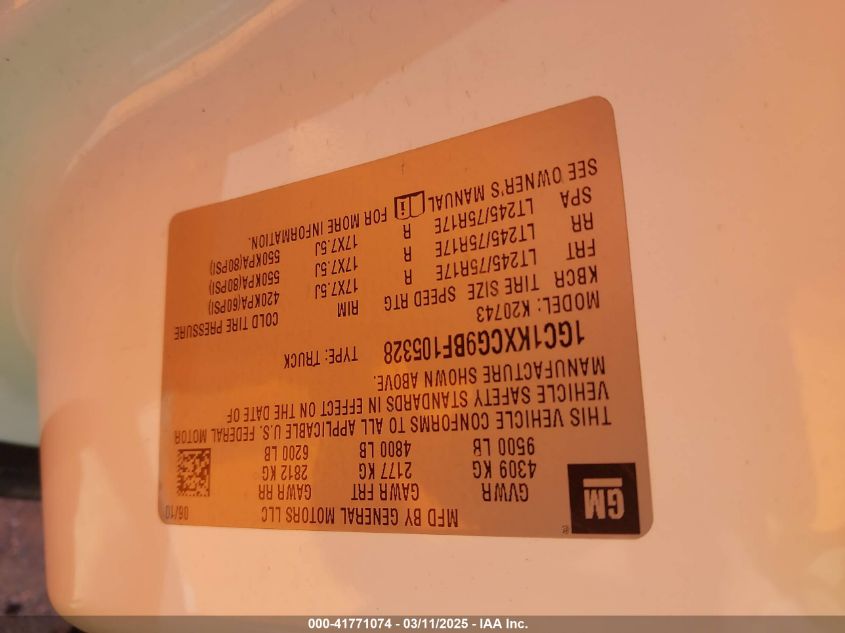 GM
®
MFD BY GENERAL MOTORS LLC
06/10
GVWR GAWR FRT GAWR RR
4309 KG 2177 KG 2812 KG
9500 LB 4800 LB 6200 LB
THIS VEHICLE CONFORMS TO ALL APPLICABLE U.S. FEDERAL MOTOR
VEHICLE SAFETY STANDARDS IN EFFECT ON THE DATE OF
MANUFACTURE SHOWN ABOVE.
1GC1KXCG9BF105328 TYPE: TRUCK
MODEL: K20743
KBCR TIRE SIZE SPEED RTG RIM COLD TIRE PRESSURE
FRT LT245/75R17E R 17X7.5J 420KPA(60PSI)
RR LT245/75R17E R 17X7.5J 550KPA(80PSI)
SPA LT245/75R17E R 17X7.5J 550KPA(80PSI)
SEE OWNER'S MANUAL i FOR MORE INFORMATION.
000-41771074 - 03/11/2025 - IAA Inc.